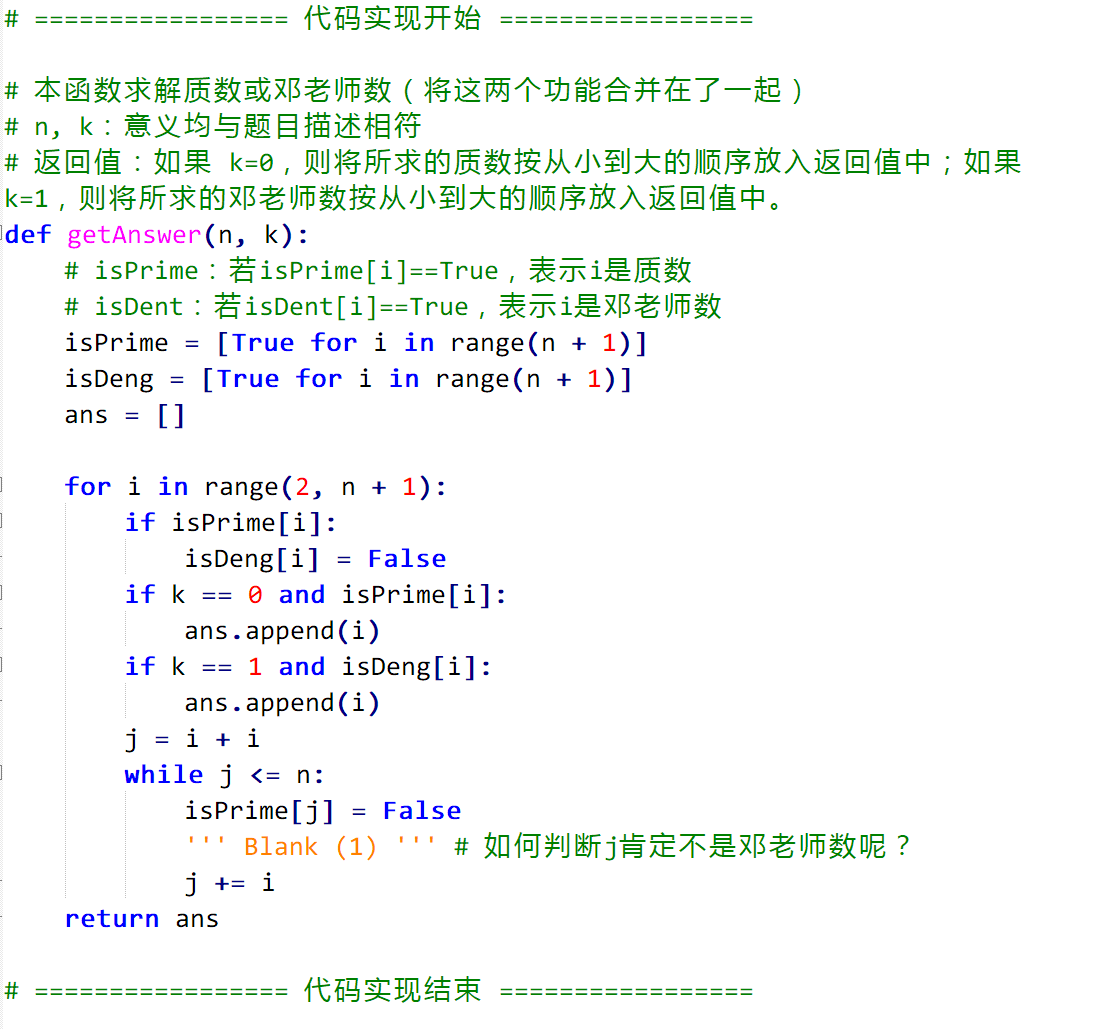 # ================= 代码实现开始 =================
# 本函数求解质数或邓老师数（将这两个功能合并在了一起）
# n, k：意义均与题目描述相符
# 返回值：如果 k=0，则将所求的质数按从小到大的顺序放入返回值中；如果
k=1，则将所求的邓老师数按从小到大的顺序放入返回值中。
def getAnswer(n, k):
    # isPrime：若isPrime[i]==True，表示i是质数
    # isDent：若isDent[i]==True，表示i是邓老师数
    isPrime = [True for i in range(n + 1)]
    isDeng = [True for i in range(n + 1)]
    ans = []
    for i in range(2, n + 1):
        if isPrime[i]:
            isDeng[i] = False
        if k == 0 and isPrime[i]:
            ans.append(i)
        if k == 1 and isDeng[i]:
            ans.append(i)
        j = i + i
        while j <= n:
            isPrime[j] = False
            ''' Blank (1) ''' # 如何判断j肯定不是邓老师数呢？
            j += i
    return ans
# ================= 代码实现结束 =================